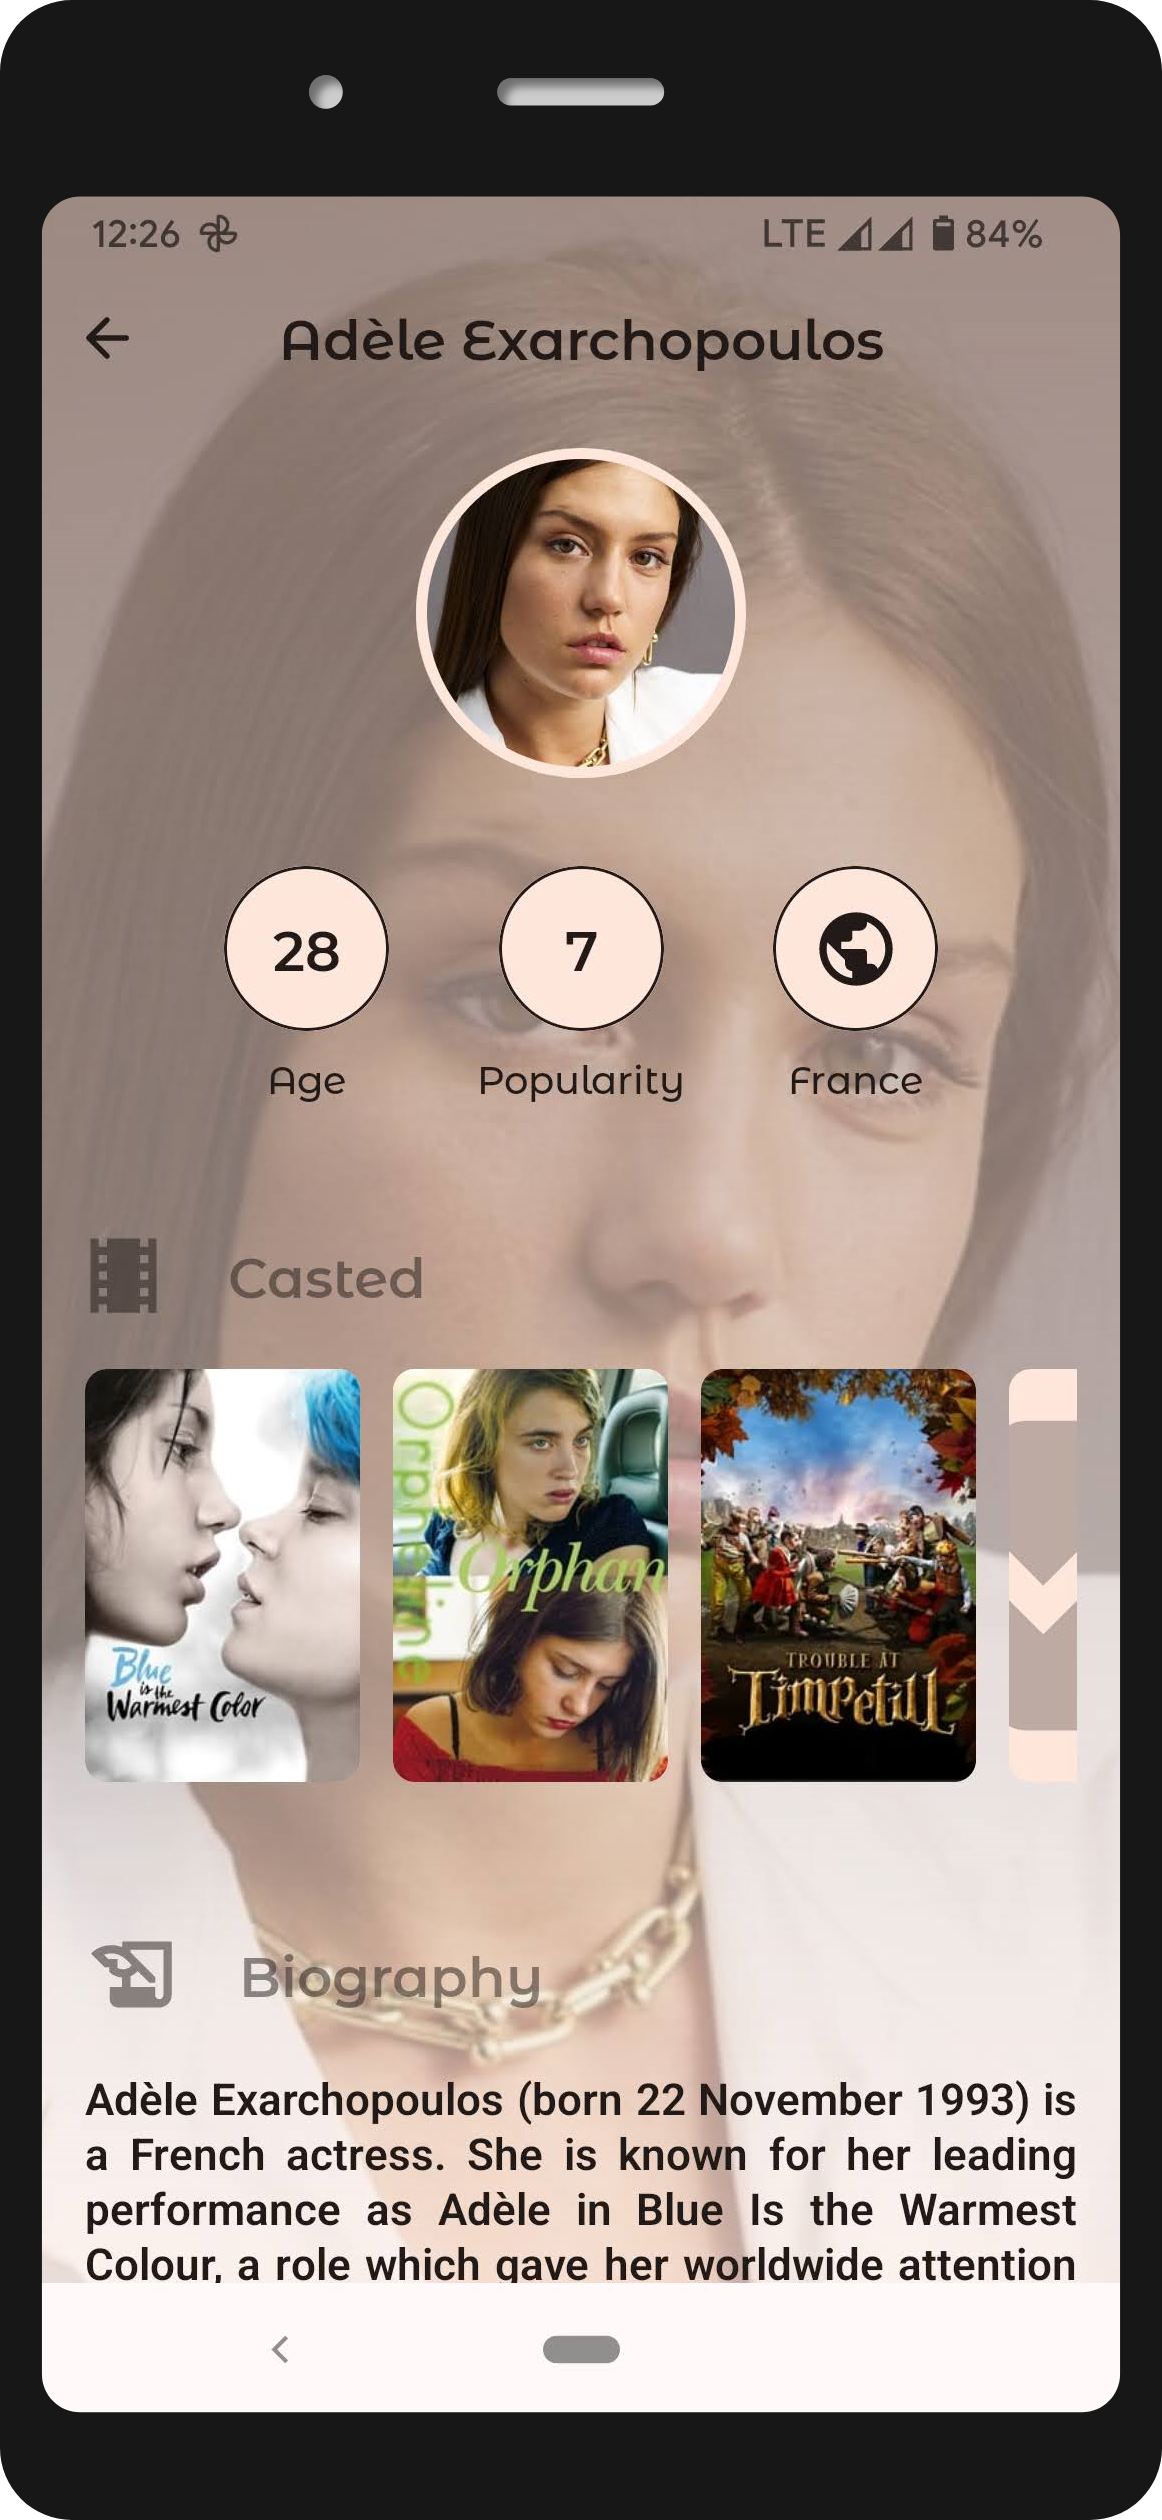 12:26 LTE 84%
Adèle Exarchopoulos
28 7
Age Popularity France
Casted
Blue
is the
Warmest Color
Orpheline
Orphan
TROUBLE AT
Timpetill
Biography
Adèle Exarchopoulos (born 22 November 1993) is
a French actress. She is known for her leading
performance as Adèle in Blue Is the Warmest
Colour, a role which gave her worldwide attention